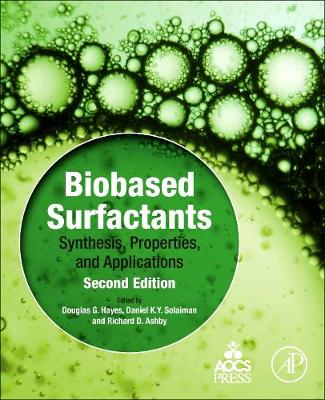 Biobased
Surfactants
Synthesis, Properties,
and Applications
Second Edition
Edited by
Douglas G. Hayes, Daniel K.Y. Solaiman
and Richard D. Ashby
AOCS
PRESS
AP